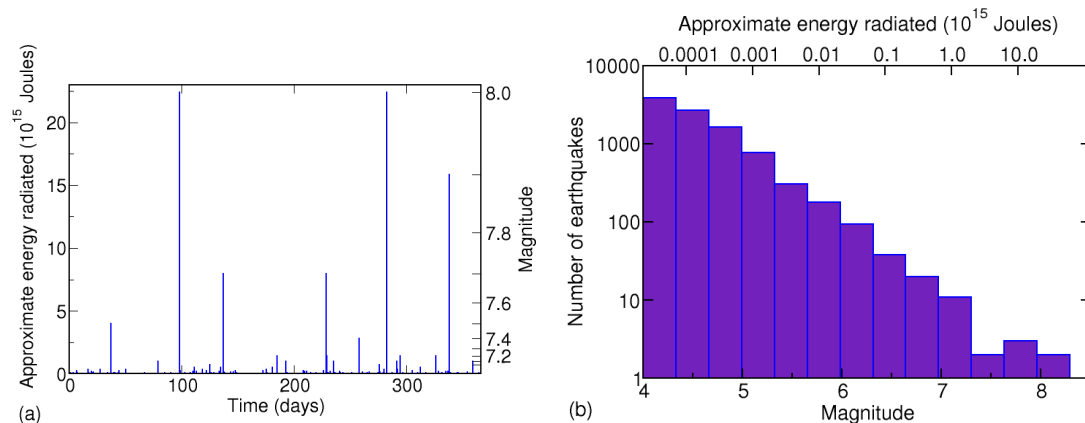 Approximate energy radiated (10^15 Joules)
20
15
10
5
0
0 100 200 300
Time (days)
8.0
7.8
7.6
7.4
7.2
Magnitude
(a)
Approximate energy radiated (10^15 Joules)
0.0001 0.001 0.01 0.1 1.0 10.0
Number of earthquakes
10000
1000
100
10
1
4 5 6 7 8
Magnitude
(b)